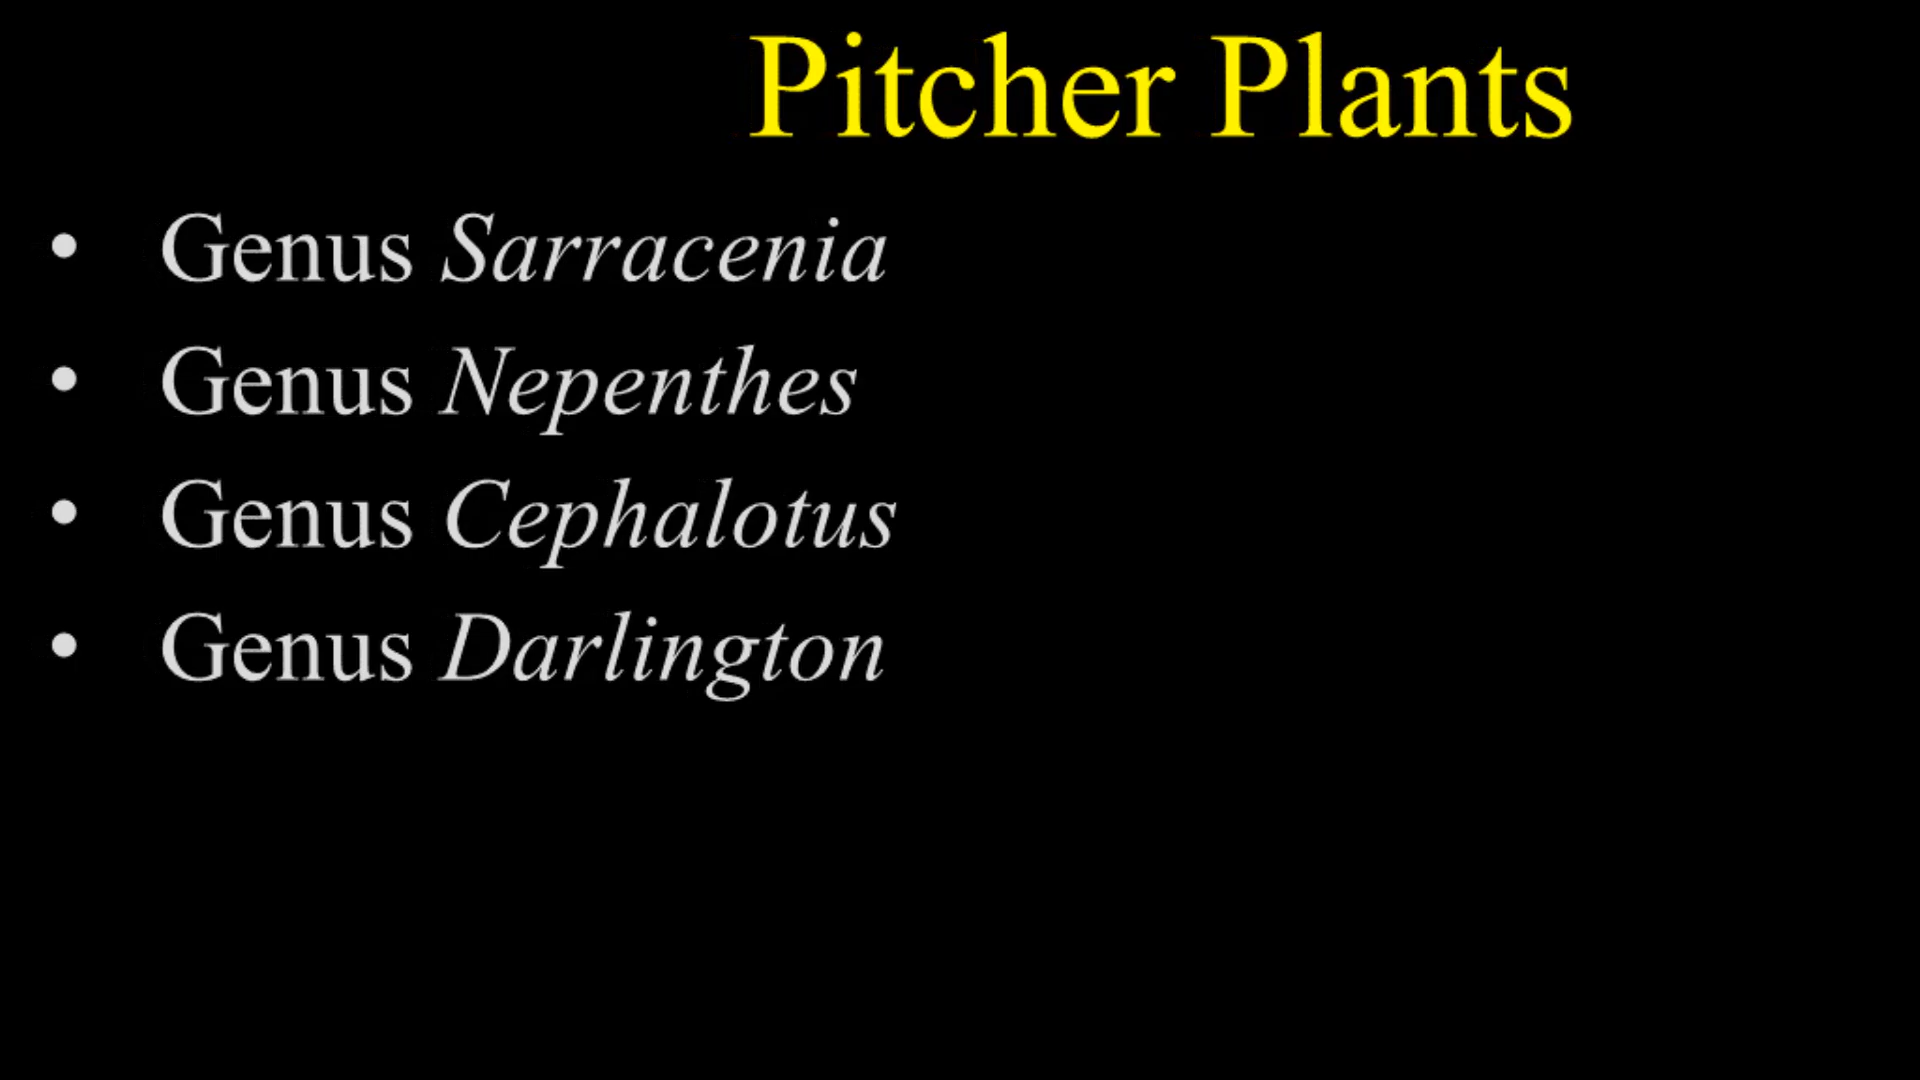 Pitcher Plants
• Genus Sarracenia
• Genus Nepenthes
• Genus Cephalotus
• Genus Darlington